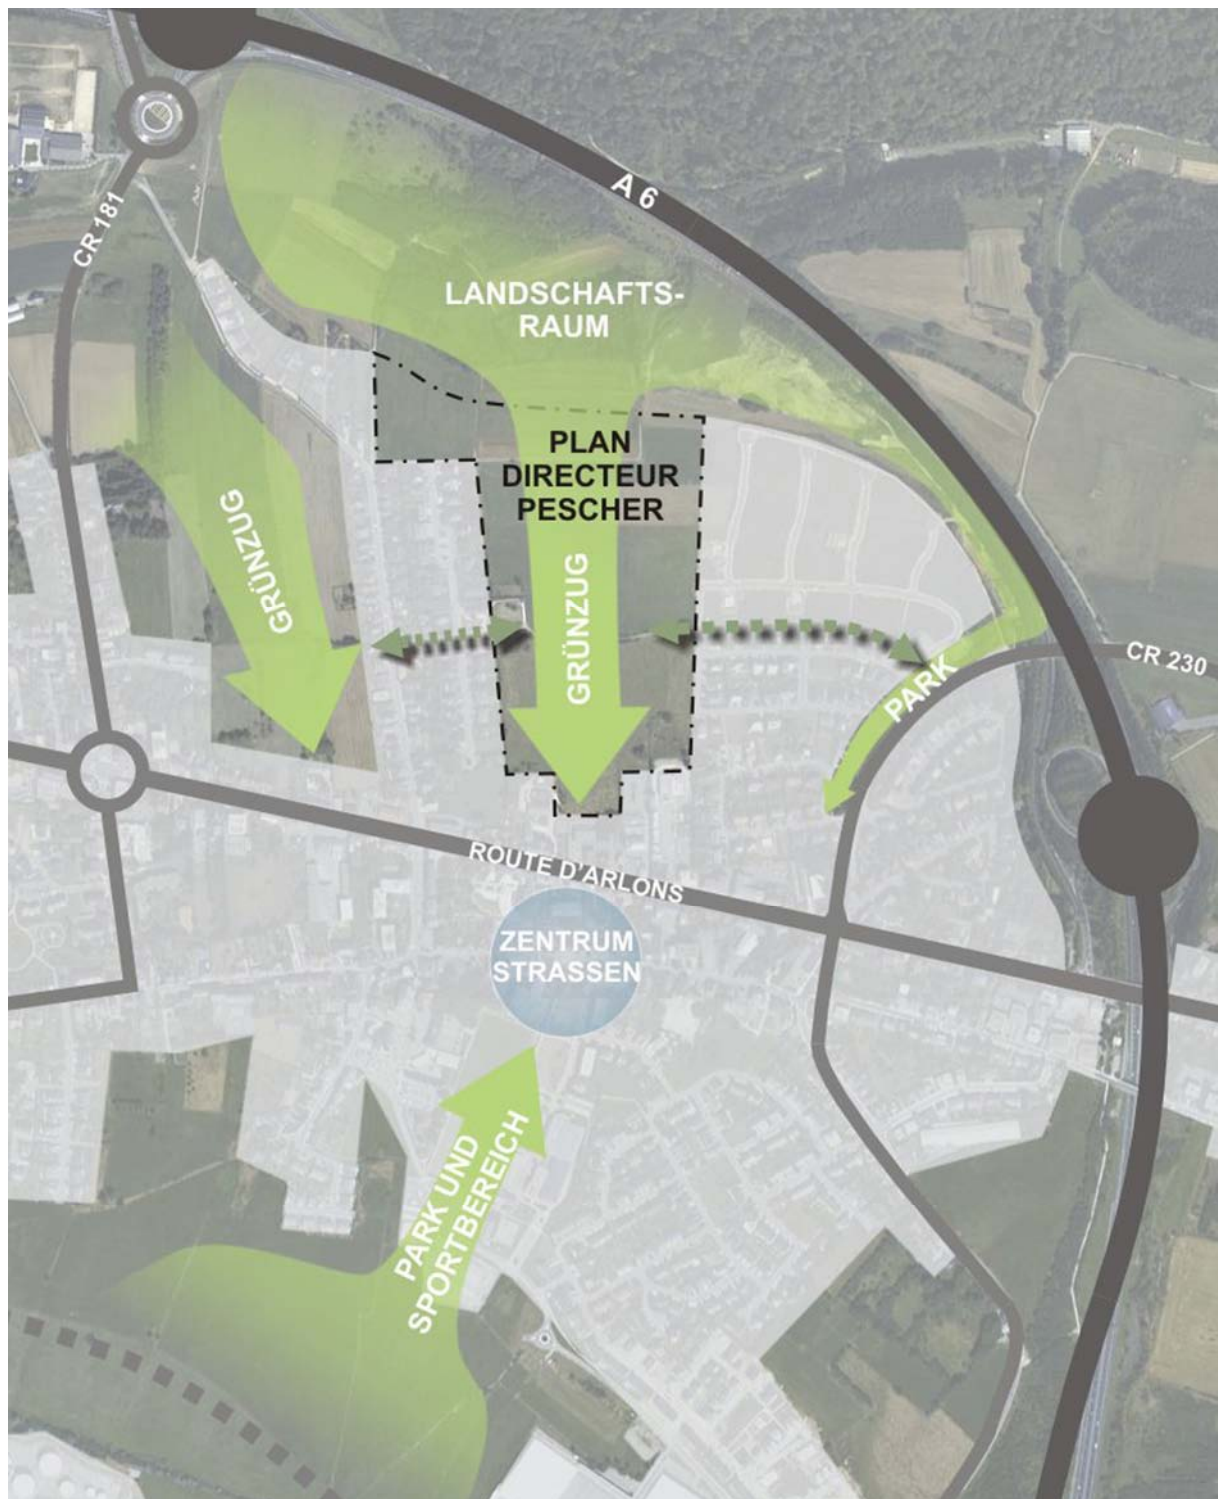 A 6
CR 181
LANDSCHAFTS-
RAUM
PLAN
DIRECTEUR
PESCHER
GRÜNZUG
GRÜNZUG
CR 230
PARK
ROUTE D'ARLONS
ZENTRUM
STRASSEN
PARK UND
SPORTBEREICH